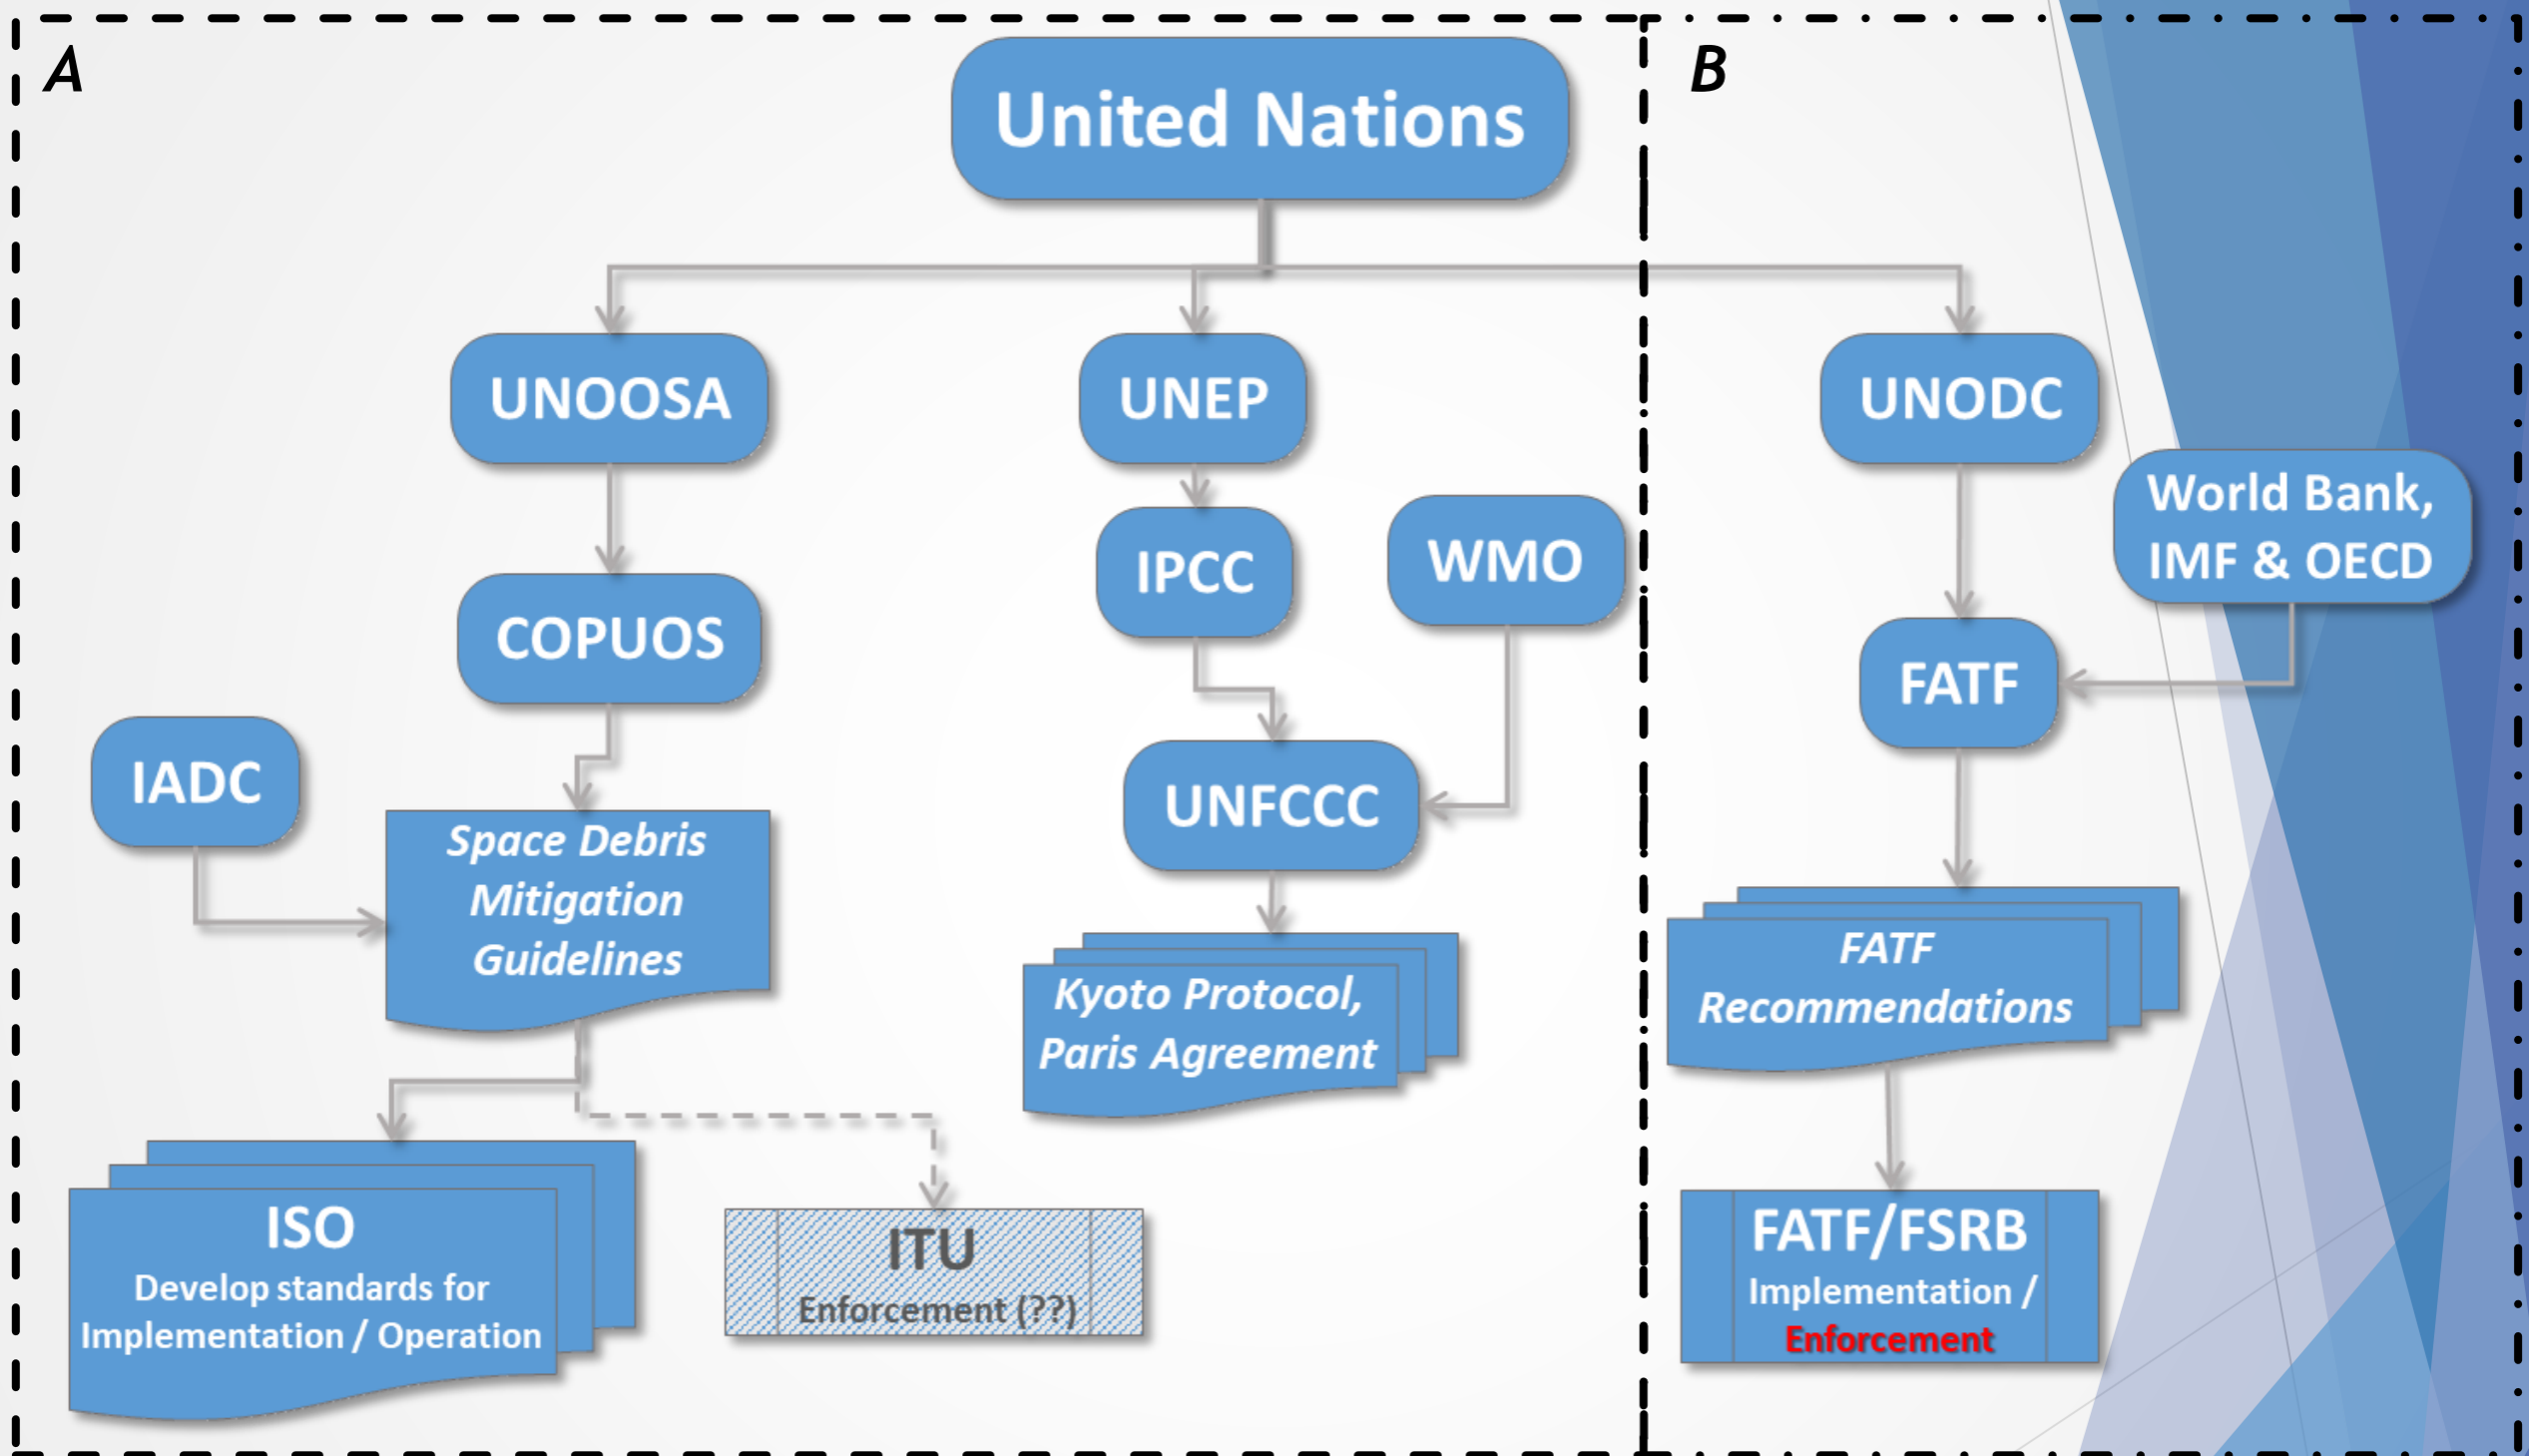 A
B
United Nations
UNOOSA
UNEP
UNODC
World Bank,
IMF & OECD
IPCC
WMO
COPUOS
FATF
IADC
UNFCCC
Space Debris
Mitigation
Guidelines
Kyoto Protocol,
Paris Agreement
FATF
Recommendations
ISO
Develop standards for
Implementation / Operation
ITU
Enforcement (??)
FATF/FSRB
Implementation /
Enforcement